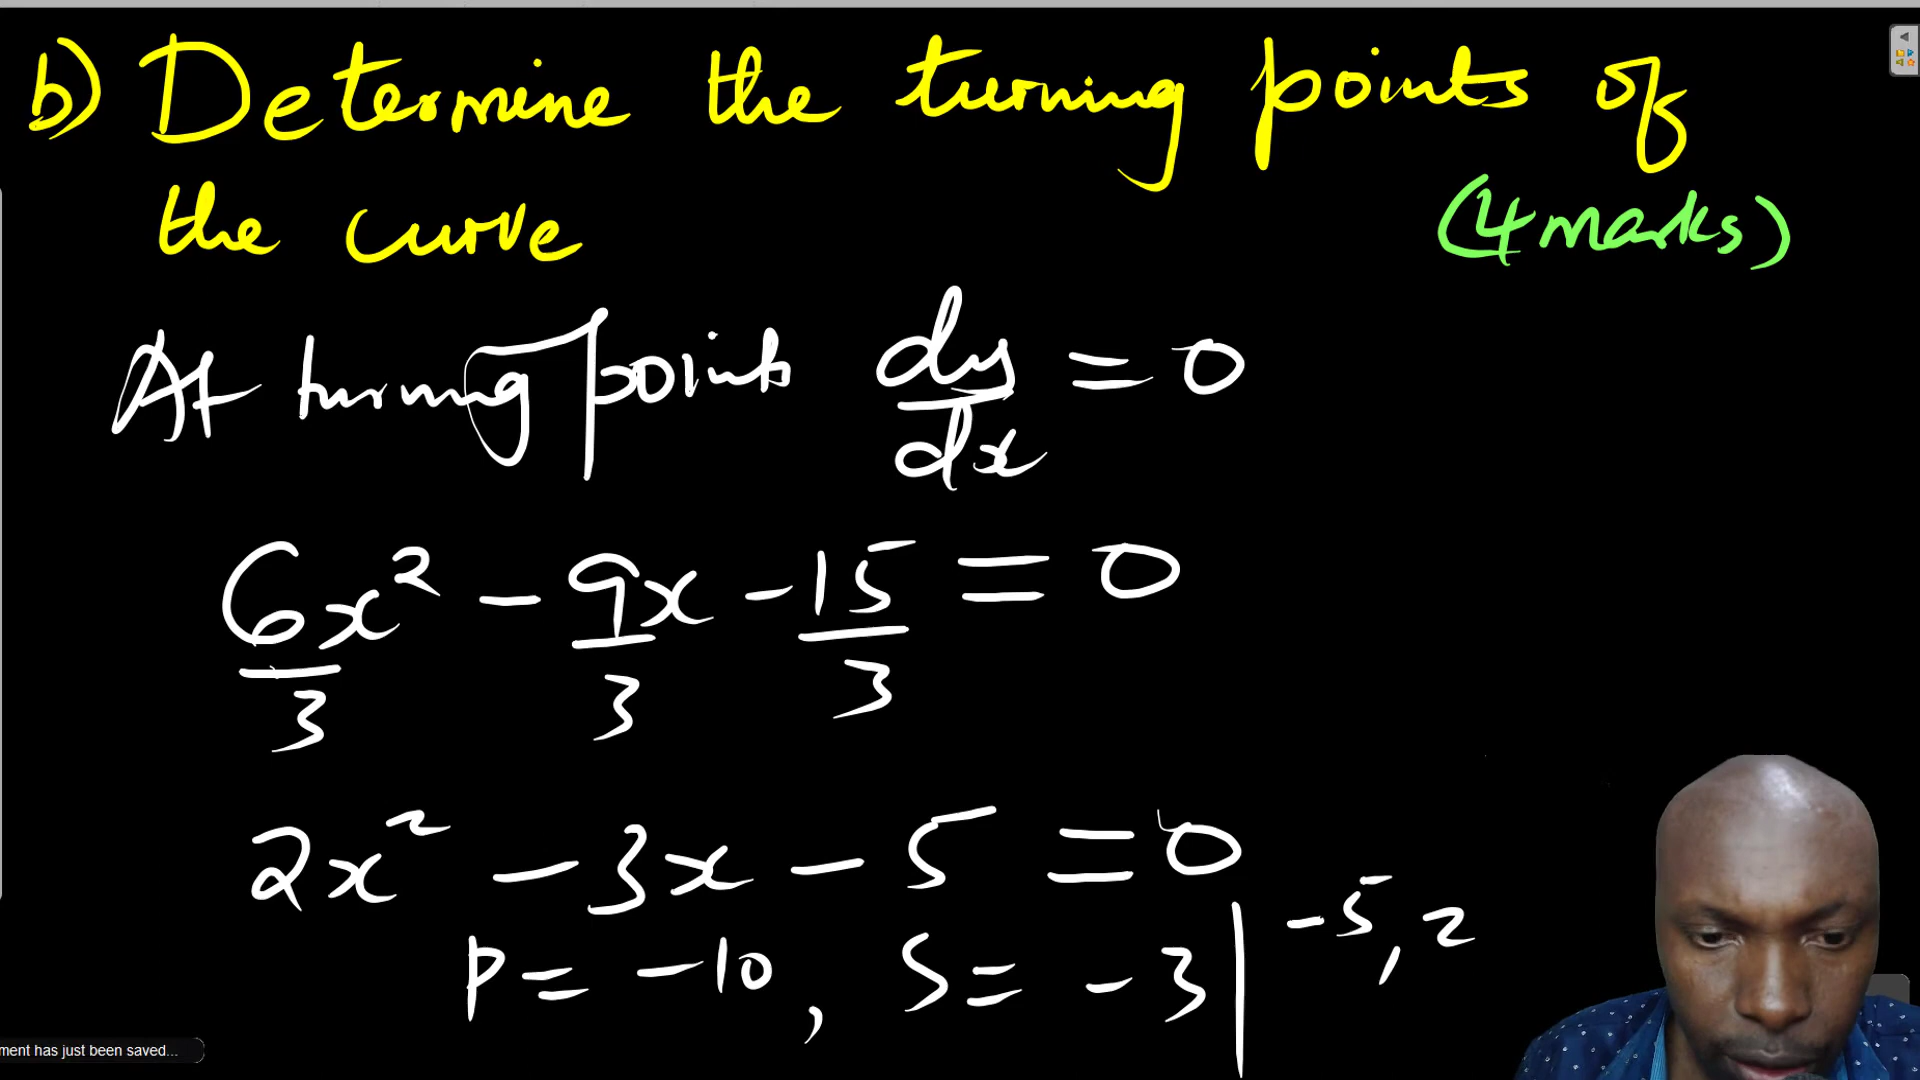 b) Determine the turning points of
the curve (4 marks)
At turning points dy/dx = 0
6x²/3 - 9x/3 - 15/3 = 0
2x² - 3x - 5 = 0
P = -10, S = -3 | -5, 2
ment has just been saved...